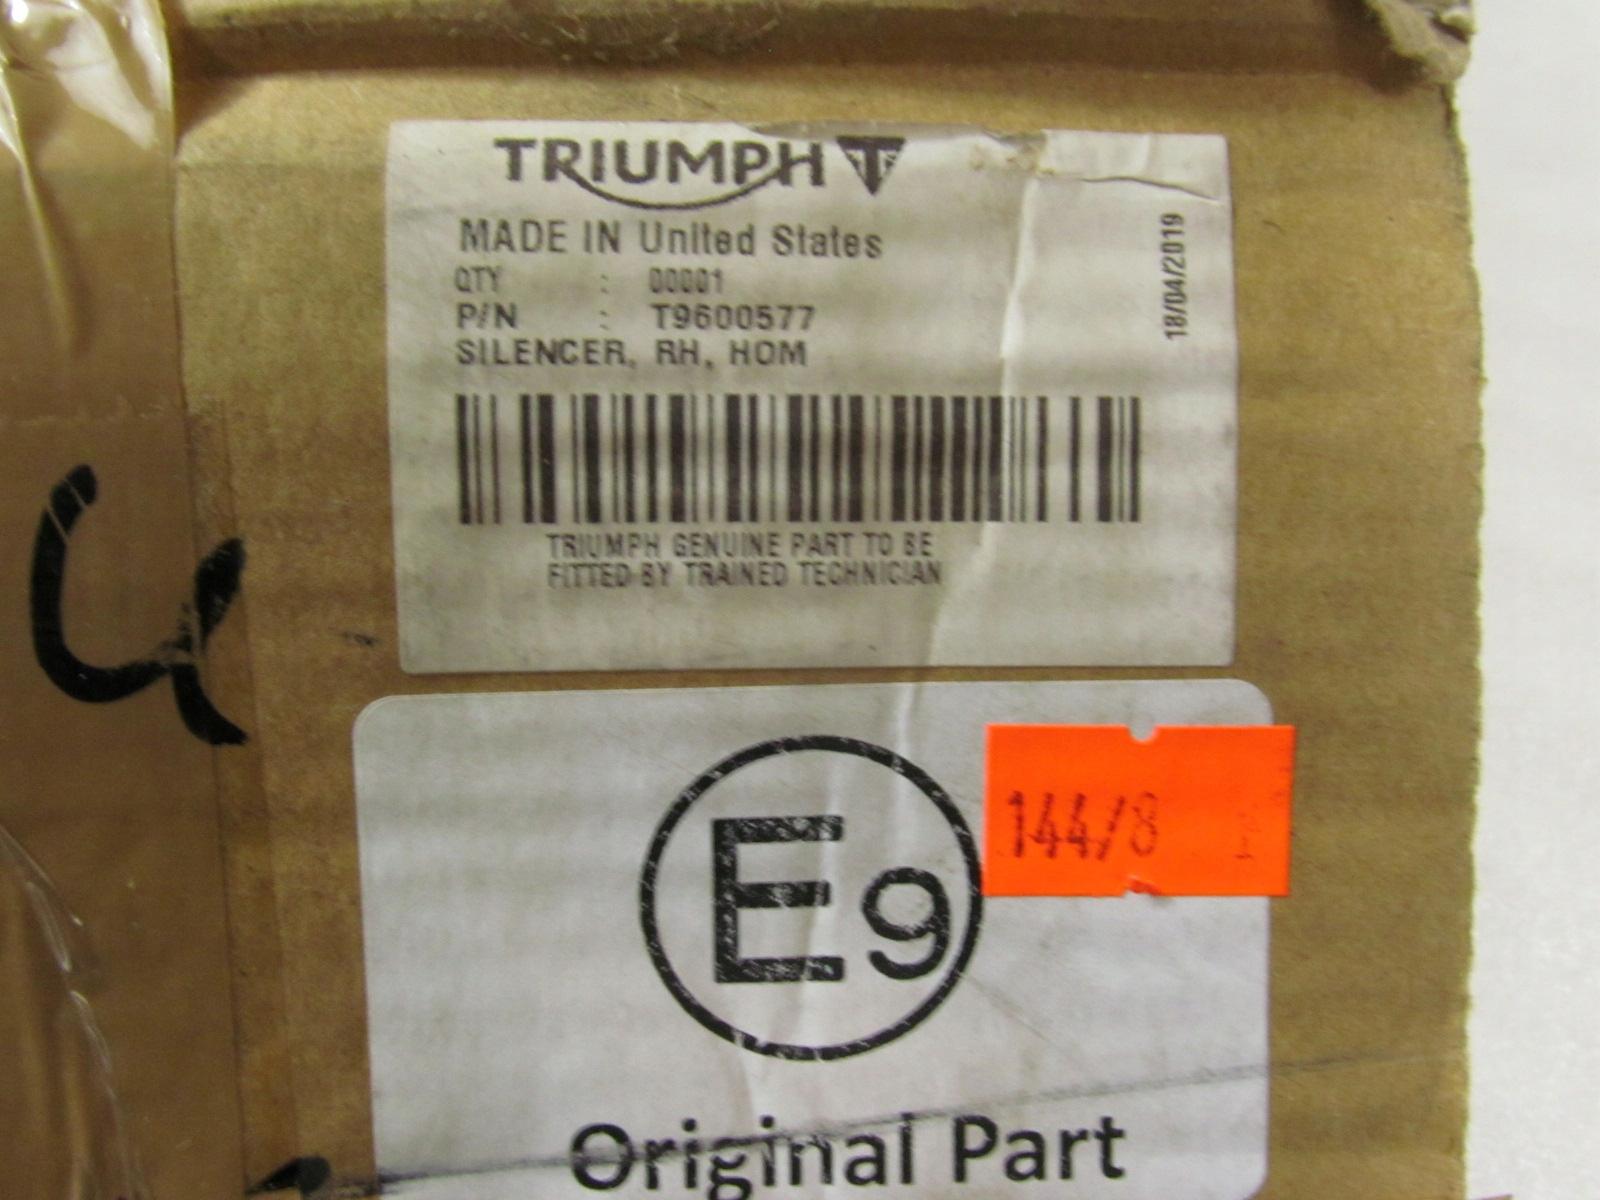 TRIUMPH
MADE IN United States
QTY : 00001
P/N : T9600577
SILENCER, RH, HOM
18/04/2019
TRIUMPH GENUINE PART TO BE
FITTED BY TRAINED TECHNICIAN
4
E9
144/8
Original Part